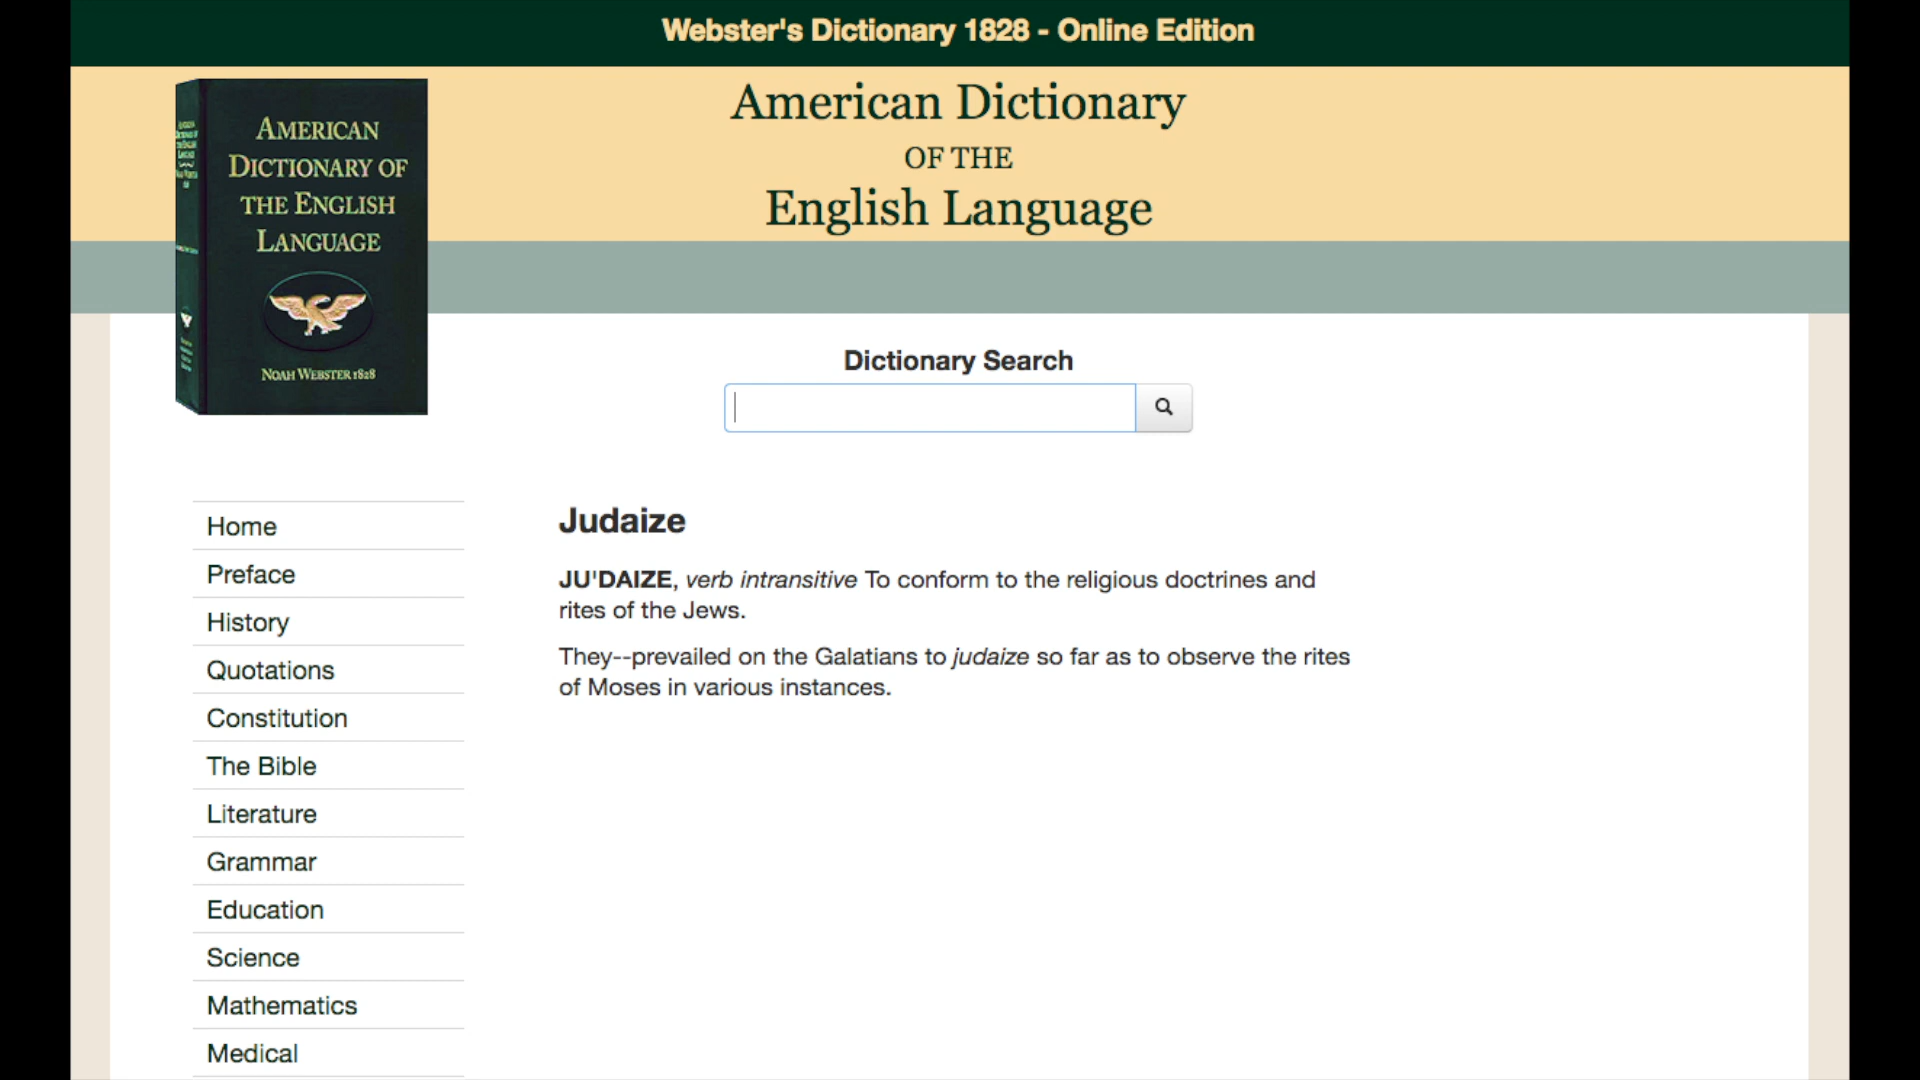 Webster's Dictionary 1828 - Online Edition
American Dictionary
OF THE
English Language
AMERICAN
DICTIONARY OF
THE ENGLISH
LANGUAGE
NOAH WEBSTER 1828
Dictionary Search
Home
Preface
History
Quotations
Constitution
The Bible
Literature
Grammar
Education
Science
Mathematics
Medical
Judaize
JU'DAIZE, verb intransitive To conform to the religious doctrines and
rites of the Jews.
They--prevailed on the Galatians to judaize so far as to observe the rites
of Moses in various instances.